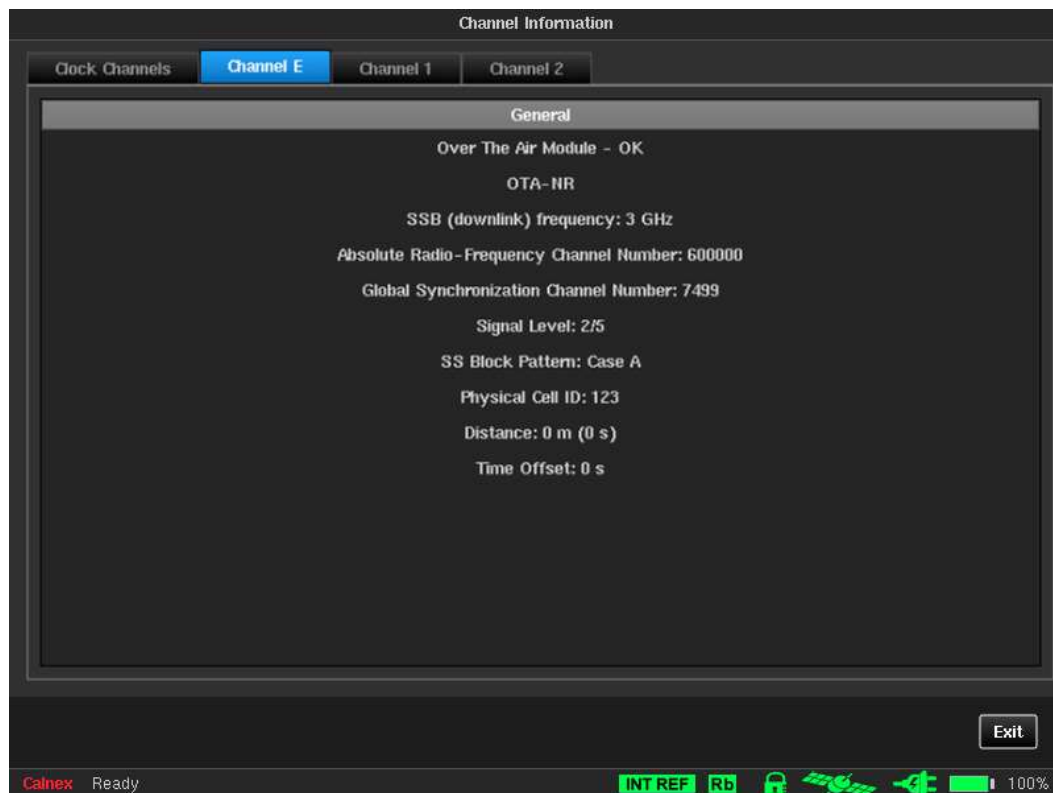 Channel Information
Clock Channels Channel E Channel 1 Channel 2
General
Over The Air Module - OK
OTA-NR
SSB (downlink) frequency: 3 GHz
Absolute Radio-Frequency Channel Number: 600000
Global Synchronization Channel Number: 7499
Signal Level: 2/5
SS Block Pattern: Case A
Physical Cell ID: 123
Distance: 0 m (0 s)
Time Offset: 0 s
Exit
Calnex Ready INT REF Rb 100%